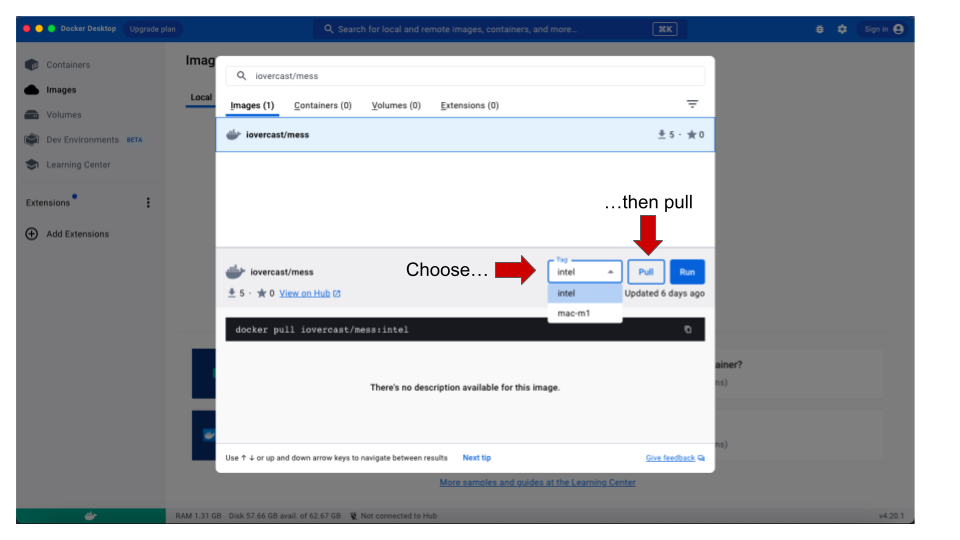 Docker Desktop Upgrade plan
Search for local and remote images, containers, and more... ⌘K
Sign in
Containers
Images
Volumes
Dev Environments BETA
Learning Center
Extensions
Add Extensions
Imag
Local
iovercast/mess
Images (1) Containers (0) Volumes (0) Extensions (0)
iovercast/mess 5 · 0
…then pull
Choose…
iovercast/mess
5 · 0 View on Hub
Tag
intel
Pull Run
intel
mac-m1
Updated 6 days ago
docker pull iovercast/mess:intel
There's no description available for this image.
ainer?
ns)
ns)
Use ↑ ↓ or up and down arrow keys to navigate between results Next tip
Give feedback
More samples and guides at the Learning Center
RAM 1.31 GB Disk 57.66 GB avail. of 62.67 GB Not connected to Hub
v4.20.1